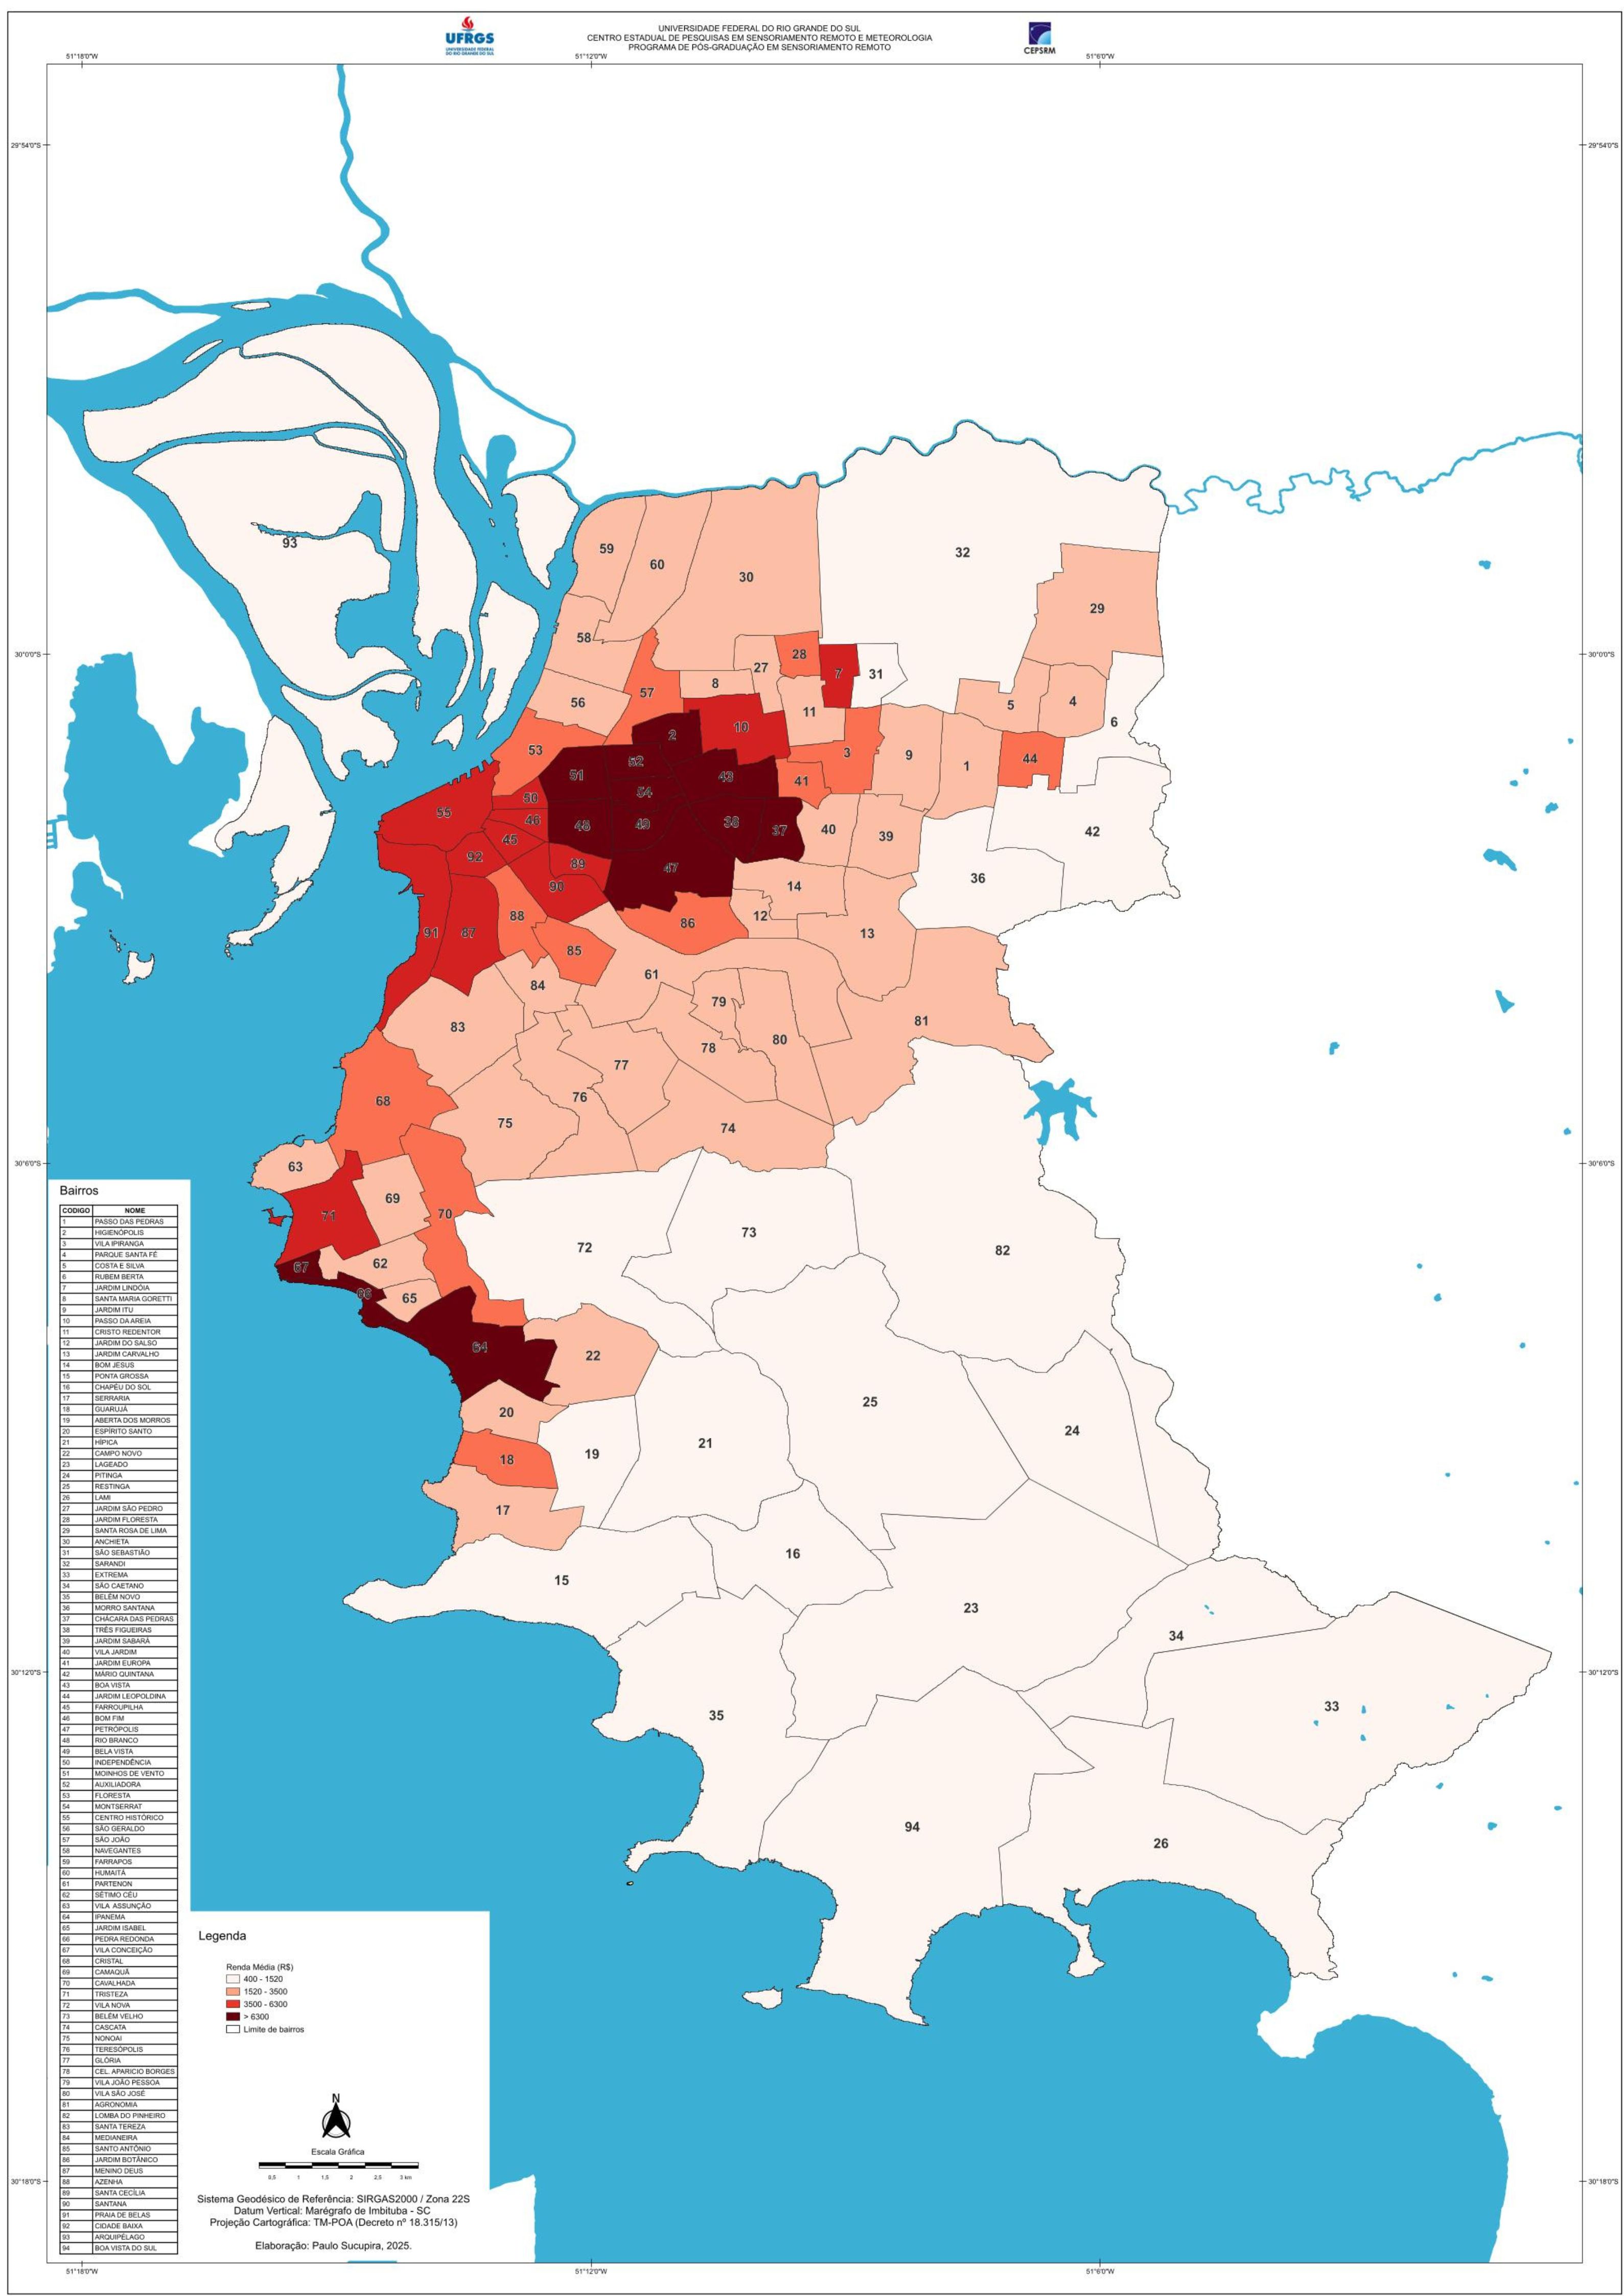 UFRGS
UNIVERSIDADE FEDERAL
DO RIO GRANDE DO SUL
UNIVERSIDADE FEDERAL DO RIO GRANDE DO SUL
CENTRO ESTADUAL DE PESQUISAS EM SENSORIAMENTO REMOTO E METEOROLOGIA
PROGRAMA DE PÓS-GRADUAÇÃO EM SENSORIAMENTO REMOTO
CEPSRM
51°18'0"W
51°12'0"W
51°6'0"W
29°54'0"S
29°54'0"S
93
59
60
30
32
29
58
30°0'0"S
30°0'0"S
27
28
7
31
8
57
56
5
4
11
10
6
2
53
3
9
1
44
52
51
43
41
54
50
55
46
48
49
38
37
40
39
42
45
92
89
47
36
90
14
88
12
86
91
87
13
85
61
84
79
83
81
80
78
77
76
68
75
74
30°6'0"S
30°6'0"S
63
69
71
70
73
72
82
62
67
66
65
64
22
20
25
24
21
19
18
17
16
15
23
34
30°12'0"S
30°12'0"S
33
35
94
26
Bairros
CODIGO NOME
1 PASSO DAS PEDRAS
2 HIGIENÓPOLIS
3 VILA IPIRANGA
4 PARQUE SANTA FÉ
5 COSTA E SILVA
6 RUBEM BERTA
7 JARDIM LINDÓIA
8 SANTA MARIA GORETTI
9 JARDIM ITU
10 PASSO DA AREIA
11 CRISTO REDENTOR
12 JARDIM DO SALSO
13 JARDIM CARVALHO
14 BOM JESUS
15 PONTA GROSSA
16 CHAPÉU DO SOL
17 SERRARIA
18 GUARUJÁ
19 ABERTA DOS MORROS
20 ESPÍRITO SANTO
21 HÍPICA
22 CAMPO NOVO
23 LAGEADO
24 PITINGA
25 RESTINGA
26 LAMI
27 JARDIM SÃO PEDRO
28 JARDIM FLORESTA
29 SANTA ROSA DE LIMA
30 ANCHIETA
31 SÃO SEBASTIÃO
32 SARANDI
33 EXTREMA
34 SÃO CAETANO
35 BELÉM NOVO
36 MORRO SANTANA
37 CHÁCARA DAS PEDRAS
38 TRÊS FIGUEIRAS
39 JARDIM SABARÁ
40 VILA JARDIM
41 JARDIM EUROPA
42 MÁRIO QUINTANA
43 BOA VISTA
44 JARDIM LEOPOLDINA
45 FARROUPILHA
46 BOM FIM
47 PETRÓPOLIS
48 RIO BRANCO
49 BELA VISTA
50 INDEPENDÊNCIA
51 MOINHOS DE VENTO
52 AUXILIADORA
53 FLORESTA
54 MONTSERRAT
55 CENTRO HISTÓRICO
56 SÃO GERALDO
57 SÃO JOÃO
58 NAVEGANTES
59 FARRAPOS
60 HUMAITÁ
61 PARTENON
62 SÉTIMO CÉU
63 VILA ASSUNÇÃO
64 IPANEMA
65 JARDIM ISABEL
66 PEDRA REDONDA
67 VILA CONCEIÇÃO
68 CRISTAL
69 CAMAQUÃ
70 CAVALHADA
71 TRISTEZA
72 VILA NOVA
73 BELÉM VELHO
74 CASCATA
75 NONOAI
76 TERESÓPOLIS
77 GLÓRIA
78 CEL. APARICIO BORGES
79 VILA JOÃO PESSOA
80 VILA SÃO JOSÉ
81 AGRONOMIA
82 LOMBA DO PINHEIRO
83 SANTA TEREZA
84 MEDIANEIRA
85 SANTO ANTÔNIO
86 JARDIM BOTÂNICO
87 MENINO DEUS
88 AZENHA
89 SANTA CECÍLIA
90 SANTANA
91 PRAIA DE BELAS
92 CIDADE BAIXA
93 ARQUIPÉLAGO
94 BOA VISTA DO SUL
Legenda
Renda Média (R$)
400 - 1520
1520 - 3500
3500 - 6300
> 6300
Limite de bairros
N
Escala Gráfica
0,5 1 1,5 2 2,5 3 km
Sistema Geodésico de Referência: SIRGAS2000 / Zona 22S
Datum Vertical: Marégrafo de Imbituba - SC
Projeção Cartográfica: TM-POA (Decreto nº 18.315/13)
Elaboração: Paulo Sucupira, 2025.
30°18'0"S
30°18'0"S
51°18'0"W
51°12'0"W
51°6'0"W